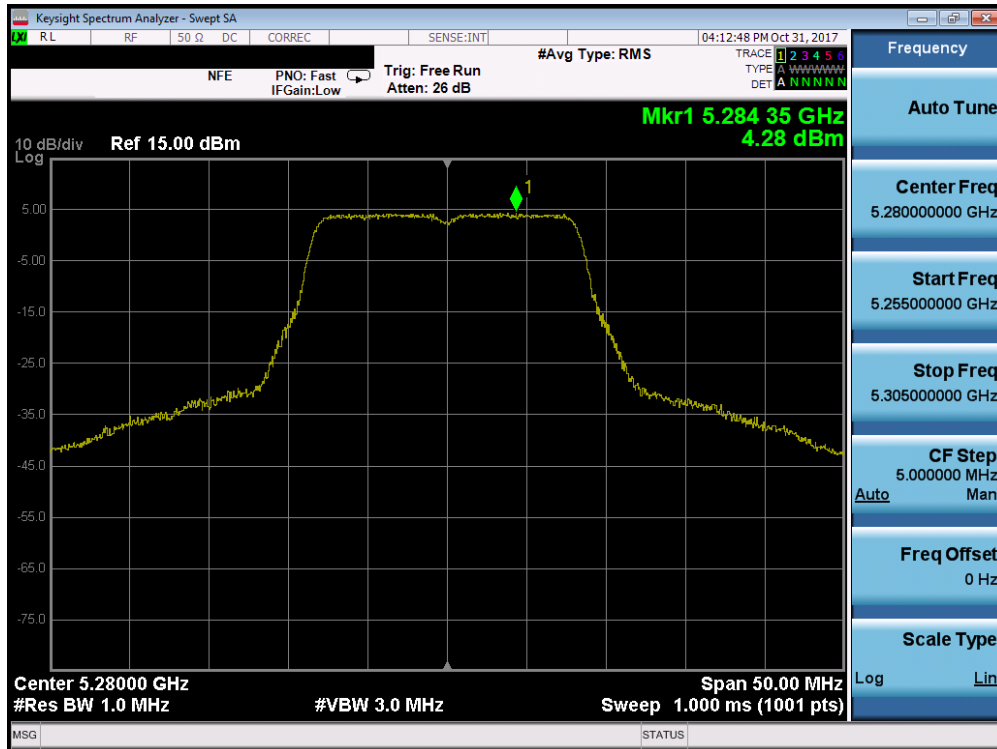 Keysight Spectrum Analyzer - Swept SA
LXI RL RF 50 Ω DC CORREC SENSE:INT 04:12:48 PM Oct 31, 2017
#Avg Type: RMS
TRACE 1 2 3 4 5 6
TYPE A WWWWW
DET A N N N N N
NFE PNO: Fast Trig: Free Run
IFGain:Low Atten: 26 dB
Mkr1 5.284 35 GHz
4.28 dBm
10 dB/div Ref 15.00 dBm
Log
1
5.00
-5.00
-15.0
-25.0
-35.0
-45.0
-55.0
-65.0
-75.0
Center 5.28000 GHz Span 50.00 MHz
#Res BW 1.0 MHz #VBW 3.0 MHz Sweep 1.000 ms (1001 pts)
MSG STATUS
Frequency
Auto Tune
Center Freq
5.280000000 GHz
Start Freq
5.255000000 GHz
Stop Freq
5.305000000 GHz
CF Step
5.000000 MHz
Auto Man
Freq Offset
0 Hz
Scale Type
Log Lin